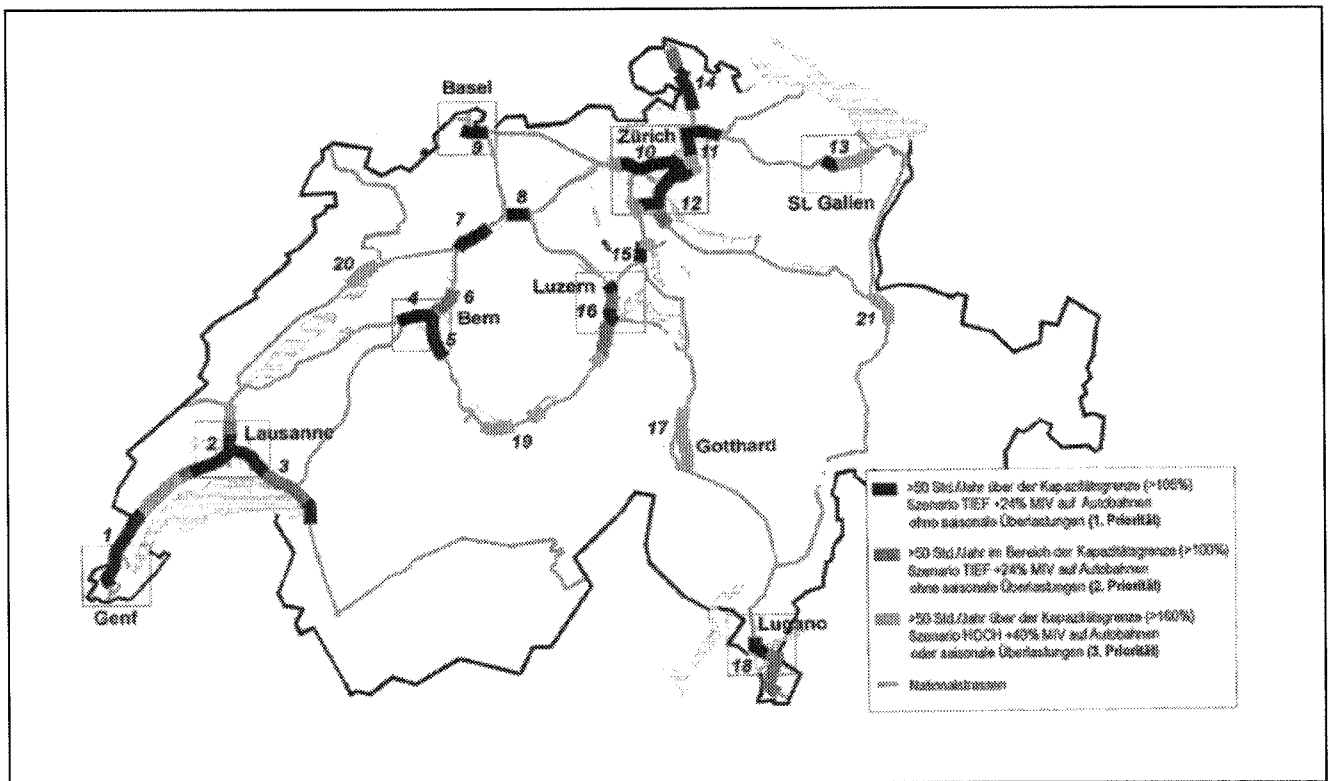 Basel
9
14
Zürich
10
11
13
St. Gallen
12
8
7
20
15
Luzern
16
6
4
Bern
5
21
19
17
Gotthard
2
Lausanne
3
1
Genf
Lugano
18
>50 Std./Jahr über der Kapazitätsgrenze (>100%)
Szenario TIEF +24% MIV auf Autobahnen
ohne saisonale Überlastungen (1. Priorität)
>50 Std./Jahr im Bereich der Kapazitätsgrenze (>100%)
Szenario TIEF +24% MIV auf Autobahnen
ohne saisonale Überlastungen (2. Priorität)
>50 Std./Jahr über der Kapazitätsgrenze (>100%)
Szenario HOCH +40% MIV auf Autobahnen
oder saisonale Überlastungen (3. Priorität)
Nationalstrassen